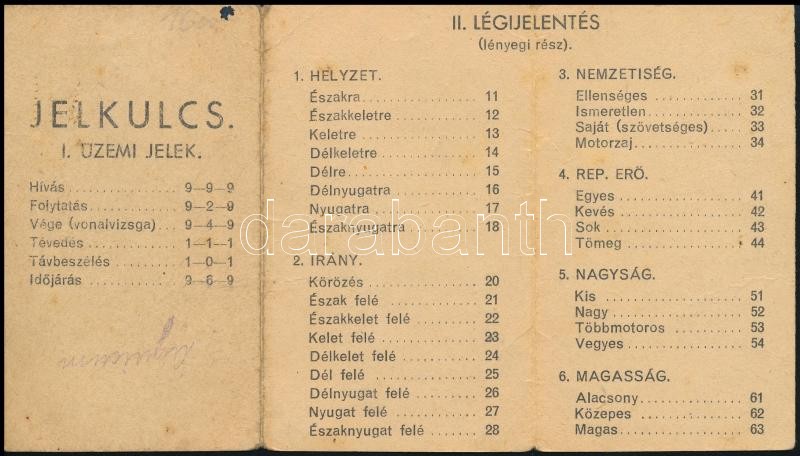 JELKULCS.
I. ÜZEMI JELEK.
Hívás .......... 9—9—9
Folytatás .......... 9—2—9
Vége (vonalvizsga) .......... 9—4—9
Tévedés .......... 1—1—1
Távbeszélés .......... 1—0—1
Időjárás .......... 9—6—9
II. LÉGIJELENTÉS
(lényegi rész).
1. HELYZET.
Északra .......... 11
Északkeletre .......... 12
Keletre .......... 13
Délkeletre .......... 14
Délre .......... 15
Délnyugatra .......... 16
Nyugatra .......... 17
Északnyugatra .......... 18
2. IRÁNY.
Körözés .......... 20
Észak felé .......... 21
Északkelet felé .......... 22
Kelet felé .......... 23
Délkelet felé .......... 24
Dél felé .......... 25
Délnyugat felé .......... 26
Nyugat felé .......... 27
Északnyugat felé .......... 28
3. NEMZETISÉG.
Ellenséges .......... 31
Ismeretlen .......... 32
Saját (szövetséges) .......... 33
Motorzaj .......... 34
4. REP. ERŐ.
Egyes .......... 41
Kevés .......... 42
Sok .......... 43
Tömeg .......... 44
5. NAGYSÁG.
Kis .......... 51
Nagy .......... 52
Többmotoros .......... 53
Vegyes .......... 54
6. MAGASSÁG.
Alacsony .......... 61
Közepes .......... 62
Magas .......... 63
darabanth